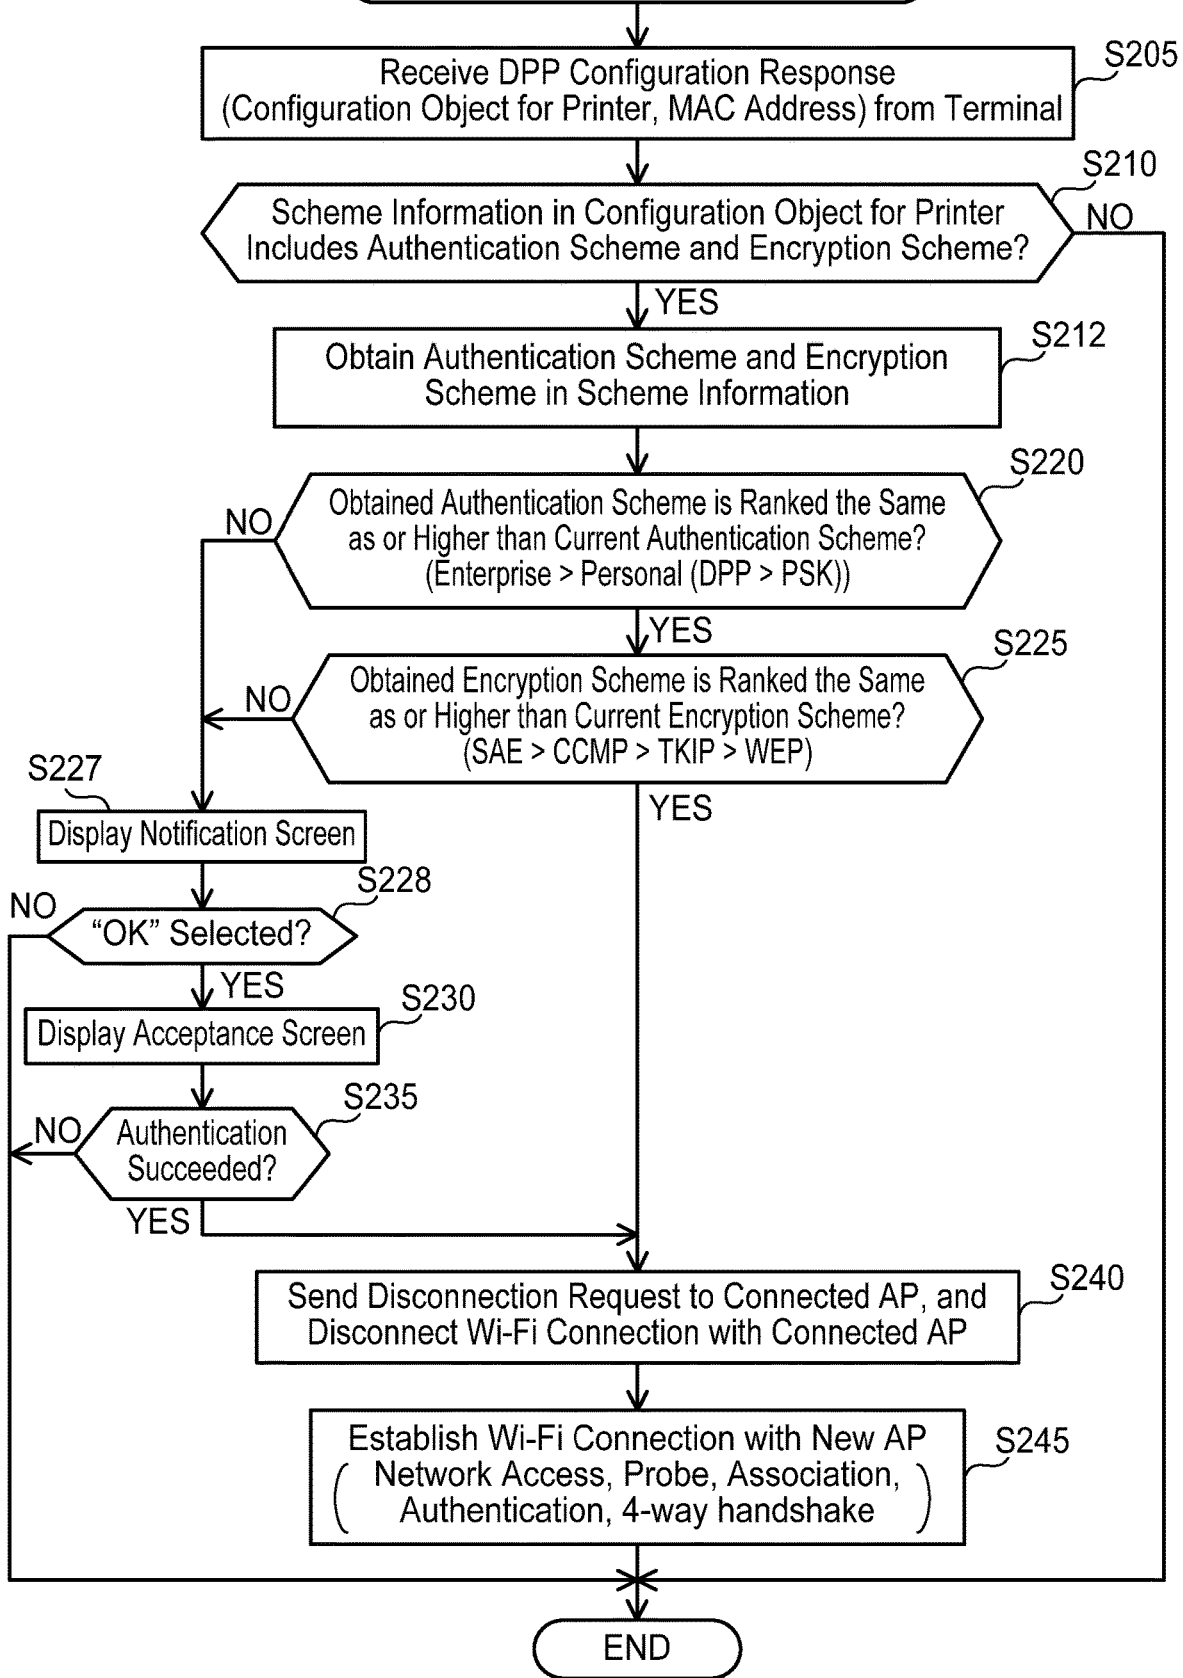 S205
Receive DPP Configuration Response
(Configuration Object for Printer, MAC Address) from Terminal
S210
Scheme Information in Configuration Object for Printer
Includes Authentication Scheme and Encryption Scheme?
NO
YES
S212
Obtain Authentication Scheme and Encryption
Scheme in Scheme Information
S220
Obtained Authentication Scheme is Ranked the Same
as or Higher than Current Authentication Scheme?
(Enterprise > Personal (DPP > PSK))
NO
YES
S225
Obtained Encryption Scheme is Ranked the Same
as or Higher than Current Encryption Scheme?
(SAE > CCMP > TKIP > WEP)
NO
YES
S227
Display Notification Screen
S228
“OK” Selected?
NO
YES
S230
Display Acceptance Screen
S235
Authentication
Succeeded?
NO
YES
S240
Send Disconnection Request to Connected AP, and
Disconnect Wi-Fi Connection with Connected AP
S245
Establish Wi-Fi Connection with New AP
(Network Access, Probe, Association,
Authentication, 4-way handshake)
END